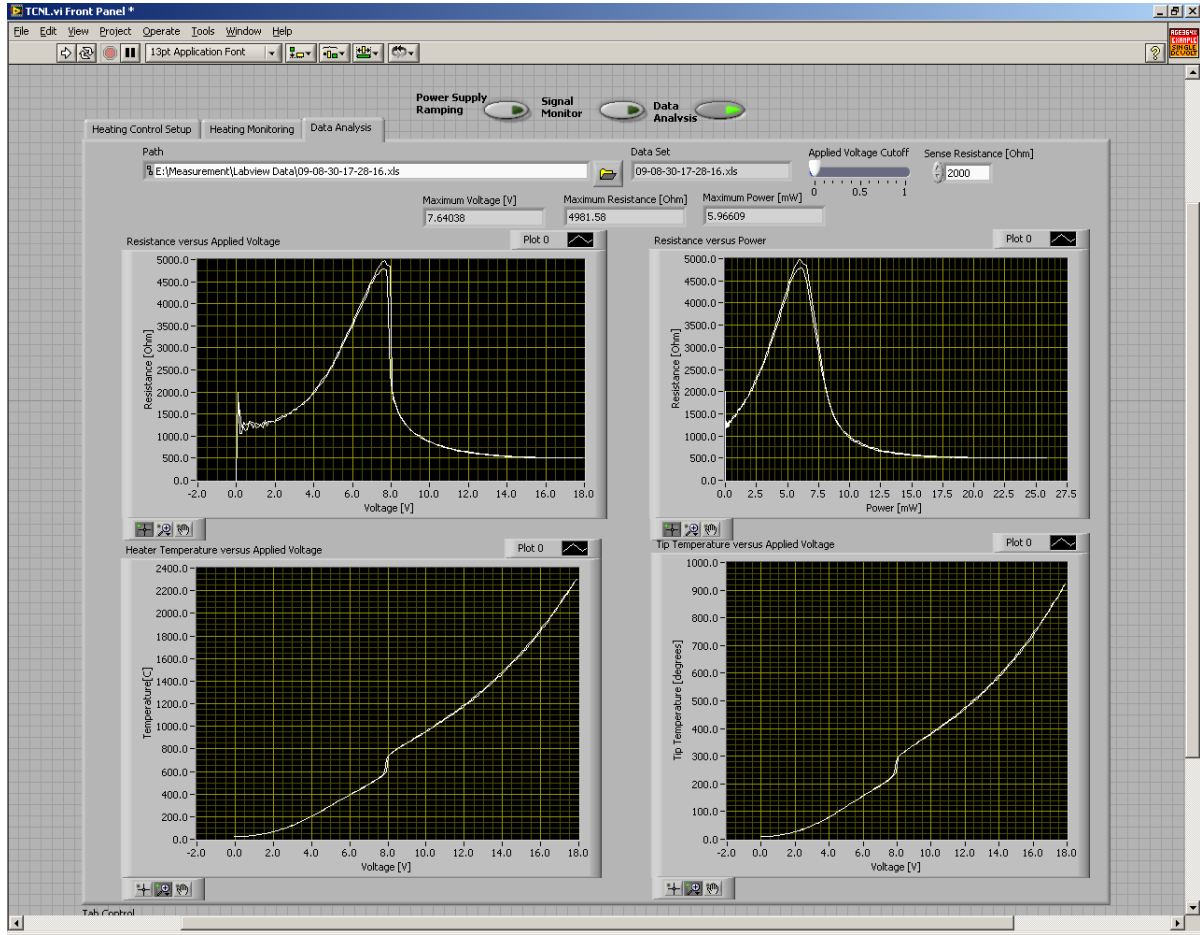 TCNL.vi Front Panel *
File Edit View Project Operate Tools Window Help
13pt Application Font
Power Supply Ramping
Signal Monitor
Data Analysis
Heating Control Setup Heating Monitoring Data Analysis
Path
E:\Measurement\Labview Data\09-08-30-17-28-16.xls
Data Set
09-08-30-17-28-16.xls
Applied Voltage Cutoff
0 0.5 1
Sense Resistance [Ohm]
2000
Maximum Voltage [V]
7.64038
Maximum Resistance [Ohm]
4981.58
Maximum Power [mW]
5.96609
Resistance versus Applied Voltage
Plot 0
Resistance [Ohm]
5000.0
4500.0
4000.0
3500.0
3000.0
2500.0
2000.0
1500.0
1000.0
500.0
0.0
-2.0 0.0 2.0 4.0 6.0 8.0 10.0 12.0 14.0 16.0 18.0
Voltage [V]
Resistance versus Power
Plot 0
Resistance [Ohm]
5000.0
4500.0
4000.0
3500.0
3000.0
2500.0
2000.0
1500.0
1000.0
500.0
0.0
0.0 2.5 5.0 7.5 10.0 12.5 15.0 17.5 20.0 22.5 25.0 27.5
Power [mW]
Heater Temperature versus Applied Voltage
Plot 0
Temperature[C]
2400.0
2200.0
2000.0
1800.0
1600.0
1400.0
1200.0
1000.0
800.0
600.0
400.0
200.0
0.0
-2.0 0.0 2.0 4.0 6.0 8.0 10.0 12.0 14.0 16.0 18.0
Voltage [V]
Tip Temperature versus Applied Voltage
Plot 0
Tip Temperature [degrees]
1000.0
900.0
800.0
700.0
600.0
500.0
400.0
300.0
200.0
100.0
0.0
-2.0 0.0 2.0 4.0 6.0 8.0 10.0 12.0 14.0 16.0 18.0
Voltage [V]
Tab Control